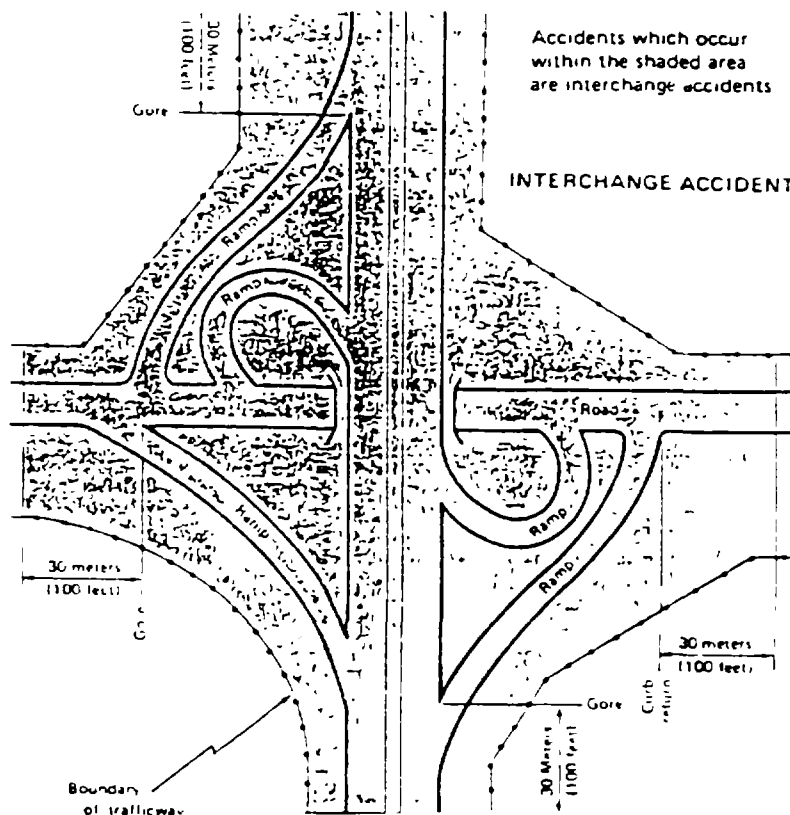 Accidents which occur
within the shaded area
are interchange accidents
30 Meters
(100 feet)
Gore
INTERCHANGE ACCIDENT
Ramp
Ramp
Road
Ramp
Ramp
Ramp
30 meters
(100 feet)
30 meters
(100 feet)
Curb
return
Gore
30 Meters
(100 feet)
Boundary
of trafficway